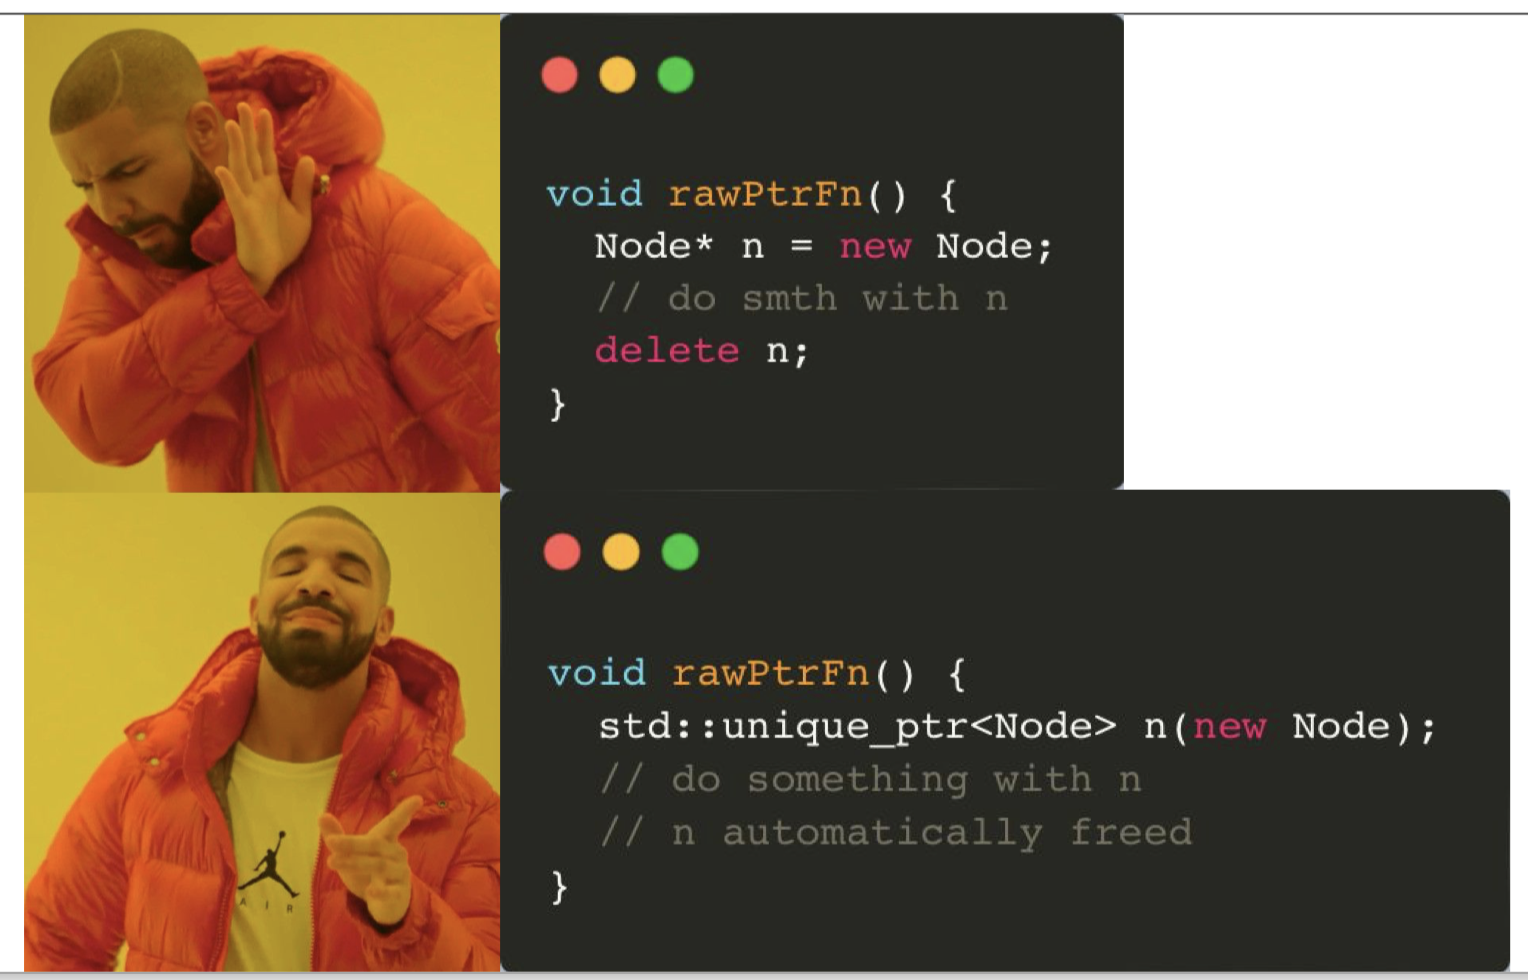 void rawPtrFn() {
Node* n = new Node;
// do smth with n
delete n;
}
void rawPtrFn() {
std::unique_ptr<Node> n(new Node);
// do something with n
// n automatically freed
}
AIR